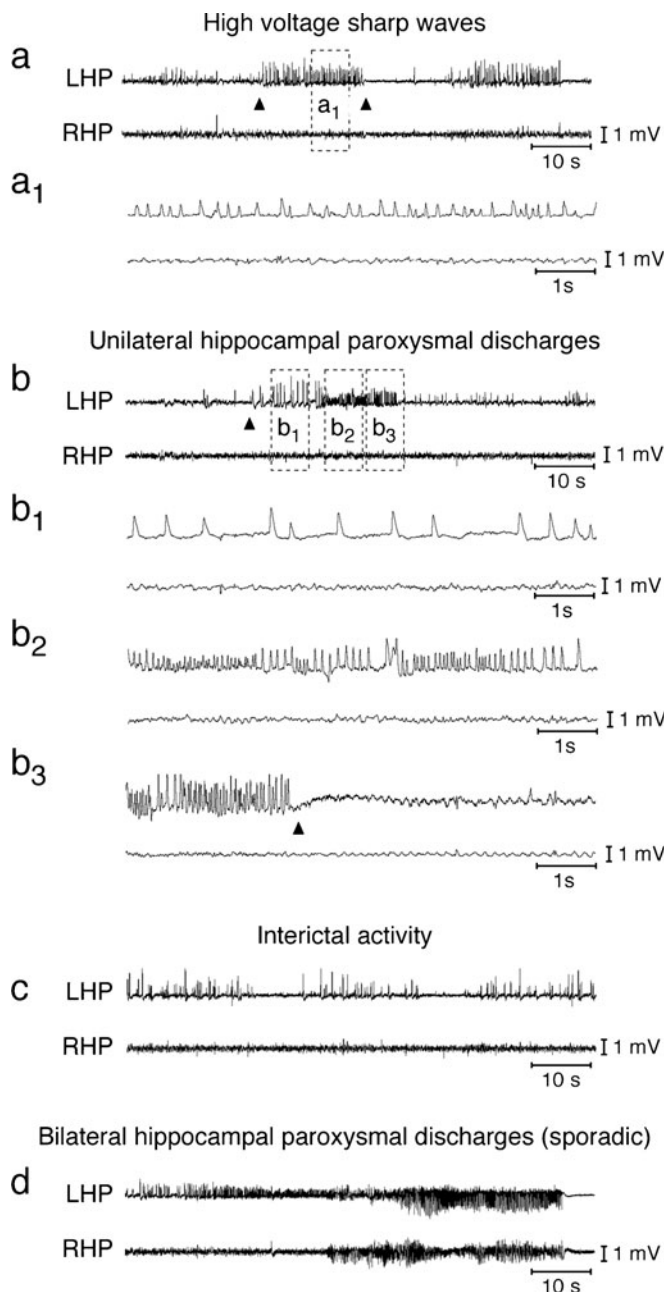 High voltage sharp waves
a
LHP
a1
RHP
1 mV
10 s
a1
1 mV
1s
Unilateral hippocampal paroxysmal discharges
b
LHP
b1 b2 b3
RHP
1 mV
10 s
b1
1 mV
1s
b2
1 mV
1s
b3
1 mV
1s
Interictal activity
c
LHP
RHP
1 mV
10 s
Bilateral hippocampal paroxysmal discharges (sporadic)
d
LHP
RHP
1 mV
10 s